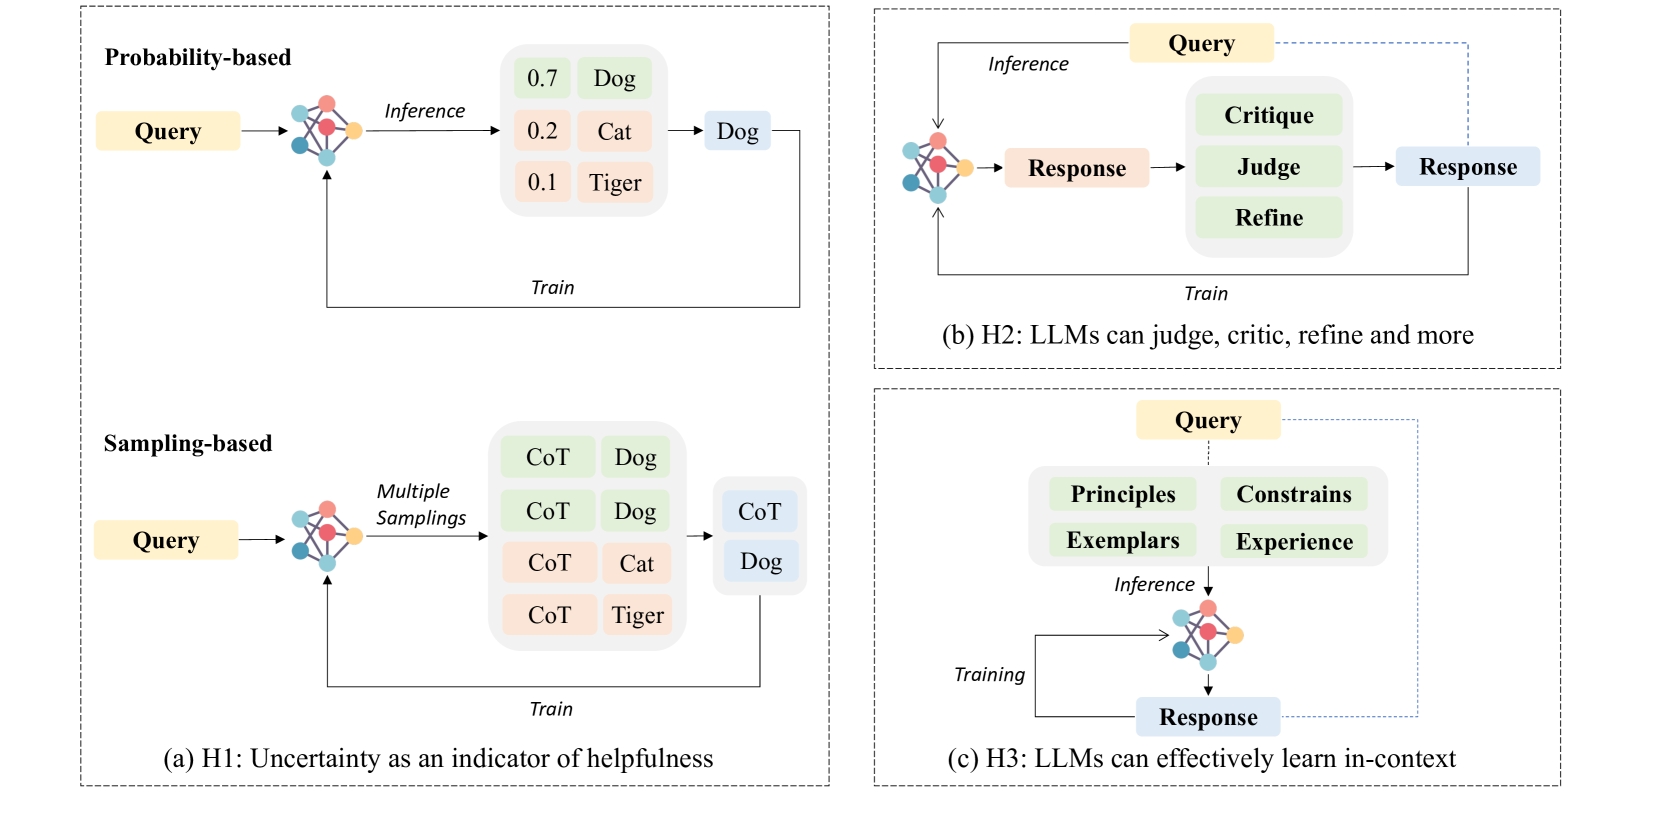 Probability-based
Query
Inference
0.7 Dog
0.2 Cat
0.1 Tiger
Dog
Train
Sampling-based
Query
Multiple
Samplings
CoT Dog
CoT Dog
CoT Cat
CoT Tiger
CoT
Dog
Train
(a) H1: Uncertainty as an indicator of helpfulness
Query
Inference
Response
Critique
Judge
Refine
Response
Train
(b) H2: LLMs can judge, critic, refine and more
Query
Principles Constrains
Exemplars Experience
Inference
Training
Response
(c) H3: LLMs can effectively learn in-context